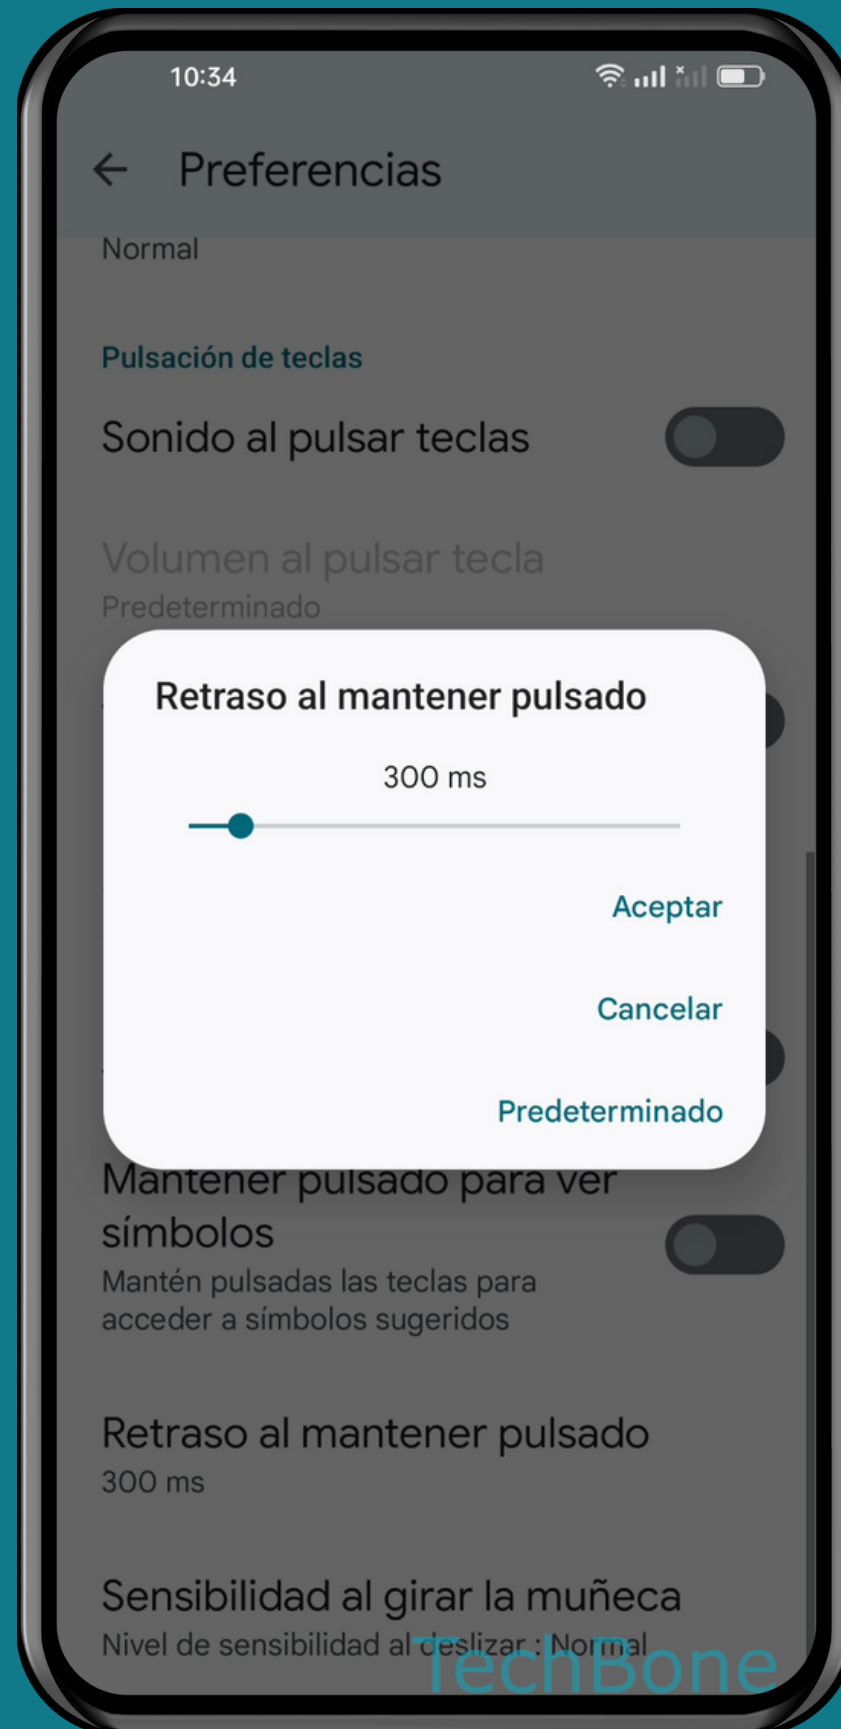 10:34
Preferencias
Normal
Pulsación de teclas
Sonido al pulsar teclas
Volumen al pulsar tecla
Predeterminado
Retraso al mantener pulsado
300 ms
Aceptar
Cancelar
Predeterminado
Mantener pulsado para ver
símbolos
Mantén pulsadas las teclas para
acceder a símbolos sugeridos
Retraso al mantener pulsado
300 ms
Sensibilidad al girar la muñeca
Nivel de sensibilidad al deslizar : Normal
TechBone